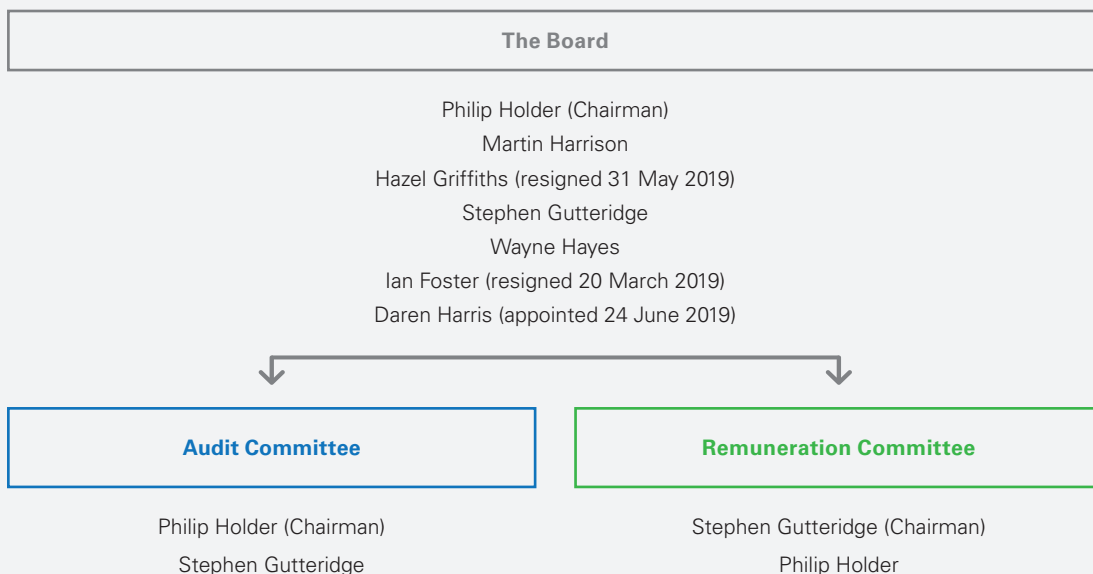 The Board
Philip Holder (Chairman)
Martin Harrison
Hazel Griffiths (resigned 31 May 2019)
Stephen Gutteridge
Wayne Hayes
Ian Foster (resigned 20 March 2019)
Daren Harris (appointed 24 June 2019)
Audit Committee
Philip Holder (Chairman)
Stephen Gutteridge
Remuneration Committee
Stephen Gutteridge (Chairman)
Philip Holder